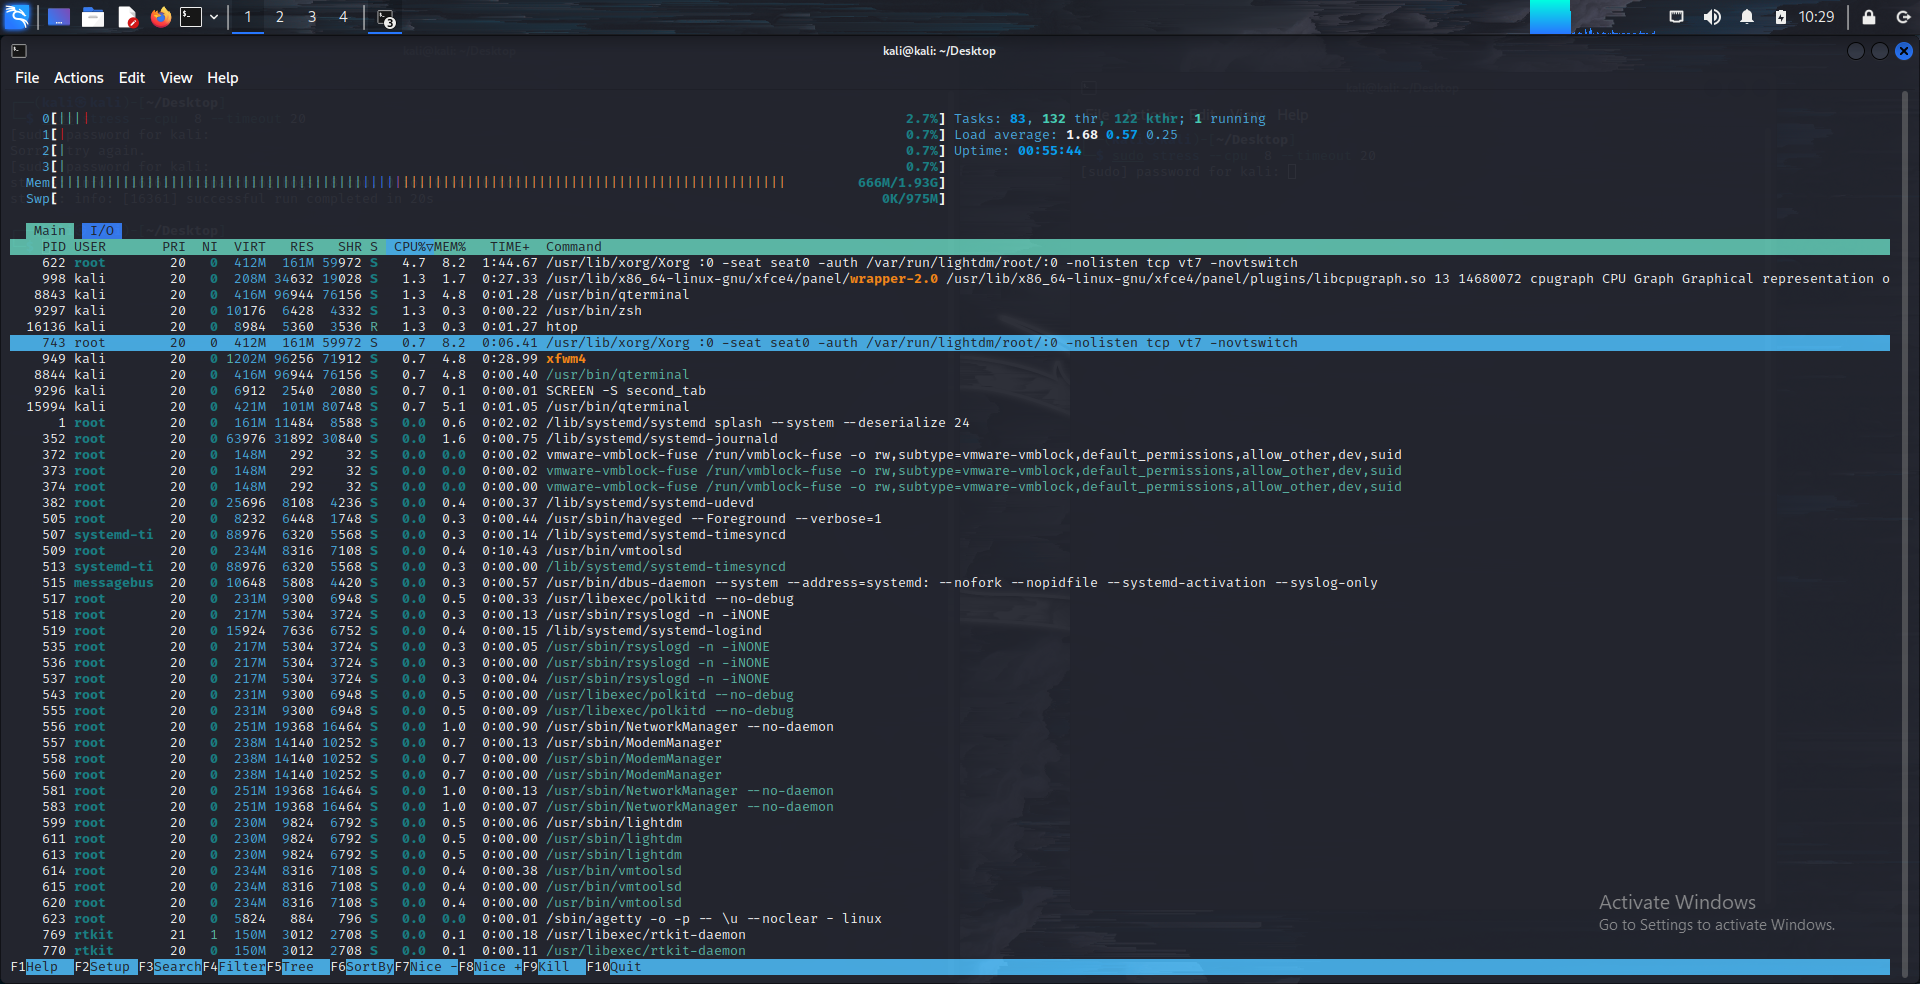 1 2 3 4 3 10:29
kali@kali: ~/Desktop
File Actions Edit View Help
0[|||| 2.7%] Tasks: 83, 132 thr, 122 kthr; 1 running
1[| 0.7%] Load average: 1.68 0.57 0.25
2[| 0.7%] Uptime: 00:55:44
3[| 0.7%]
Mem[ 666M/1.93G]
Swp[ 0K/975M]
Main I/O
PID USER PRI NI VIRT RES SHR S CPU%▽MEM% TIME+ Command
622 root 20 0 412M 161M 59972 S 4.7 8.2 1:44.67 /usr/lib/xorg/Xorg :0 -seat seat0 -auth /var/run/lightdm/root/:0 -nolisten tcp vt7 -novtswitch
998 kali 20 0 208M 34632 19028 S 1.3 1.7 0:27.33 /usr/lib/x86_64-linux-gnu/xfce4/panel/wrapper-2.0 /usr/lib/x86_64-linux-gnu/xfce4/panel/plugins/libcpugraph.so 13 14680072 cpugraph CPU Graph Graphical representation o
8843 kali 20 0 416M 96944 76156 S 1.3 4.8 0:01.28 /usr/bin/qterminal
9297 kali 20 0 10176 6428 4332 S 1.3 0.3 0:00.22 /usr/bin/zsh
16136 kali 20 0 8984 5360 3536 R 1.3 0.3 0:01.27 htop
743 root 20 0 412M 161M 59972 S 0.7 8.2 0:06.41 /usr/lib/xorg/Xorg :0 -seat seat0 -auth /var/run/lightdm/root/:0 -nolisten tcp vt7 -novtswitch
949 kali 20 0 1202M 96256 71912 S 0.7 4.8 0:28.99 xfwm4
8844 kali 20 0 416M 96944 76156 S 0.7 4.8 0:00.40 /usr/bin/qterminal
9296 kali 20 0 6912 2540 2080 S 0.7 0.1 0:00.01 SCREEN -S second_tab
15994 kali 20 0 421M 101M 80748 S 0.7 5.1 0:01.05 /usr/bin/qterminal
1 root 20 0 161M 11484 8588 S 0.0 0.6 0:02.02 /lib/systemd/systemd splash --system --deserialize 24
352 root 20 0 63976 31892 30840 S 0.0 1.6 0:00.75 /lib/systemd/systemd-journald
372 root 20 0 148M 292 32 S 0.0 0.0 0:00.02 vmware-vmblock-fuse /run/vmblock-fuse -o rw,subtype=vmware-vmblock,default_permissions,allow_other,dev,suid
373 root 20 0 148M 292 32 S 0.0 0.0 0:00.02 vmware-vmblock-fuse /run/vmblock-fuse -o rw,subtype=vmware-vmblock,default_permissions,allow_other,dev,suid
374 root 20 0 148M 292 32 S 0.0 0.0 0:00.00 vmware-vmblock-fuse /run/vmblock-fuse -o rw,subtype=vmware-vmblock,default_permissions,allow_other,dev,suid
382 root 20 0 25696 8108 4236 S 0.0 0.4 0:00.37 /lib/systemd/systemd-udevd
505 root 20 0 8232 6448 1748 S 0.0 0.3 0:00.44 /usr/sbin/haveged --Foreground --verbose=1
507 systemd-ti 20 0 88976 6320 5568 S 0.0 0.3 0:00.14 /lib/systemd/systemd-timesyncd
509 root 20 0 234M 8316 7108 S 0.0 0.4 0:10.43 /usr/bin/vmtoolsd
513 systemd-ti 20 0 88976 6320 5568 S 0.0 0.3 0:00.00 /lib/systemd/systemd-timesyncd
515 messagebus 20 0 10648 5808 4420 S 0.0 0.3 0:00.57 /usr/bin/dbus-daemon --system --address=systemd: --nofork --nopidfile --systemd-activation --syslog-only
517 root 20 0 231M 9300 6948 S 0.0 0.5 0:00.33 /usr/libexec/polkitd --no-debug
518 root 20 0 217M 5304 3724 S 0.0 0.3 0:00.13 /usr/sbin/rsyslogd -n -iNONE
519 root 20 0 15924 7636 6752 S 0.0 0.4 0:00.15 /lib/systemd/systemd-logind
535 root 20 0 217M 5304 3724 S 0.0 0.3 0:00.05 /usr/sbin/rsyslogd -n -iNONE
536 root 20 0 217M 5304 3724 S 0.0 0.3 0:00.00 /usr/sbin/rsyslogd -n -iNONE
537 root 20 0 217M 5304 3724 S 0.0 0.3 0:00.04 /usr/sbin/rsyslogd -n -iNONE
543 root 20 0 231M 9300 6948 S 0.0 0.5 0:00.00 /usr/libexec/polkitd --no-debug
555 root 20 0 231M 9300 6948 S 0.0 0.5 0:00.09 /usr/libexec/polkitd --no-debug
556 root 20 0 251M 19368 16464 S 0.0 1.0 0:00.90 /usr/sbin/NetworkManager --no-daemon
557 root 20 0 238M 14140 10252 S 0.0 0.7 0:00.13 /usr/sbin/ModemManager
558 root 20 0 238M 14140 10252 S 0.0 0.7 0:00.00 /usr/sbin/ModemManager
560 root 20 0 238M 14140 10252 S 0.0 0.7 0:00.00 /usr/sbin/ModemManager
581 root 20 0 251M 19368 16464 S 0.0 1.0 0:00.13 /usr/sbin/NetworkManager --no-daemon
583 root 20 0 251M 19368 16464 S 0.0 1.0 0:00.07 /usr/sbin/NetworkManager --no-daemon
599 root 20 0 230M 9824 6792 S 0.0 0.5 0:00.06 /usr/sbin/lightdm
611 root 20 0 230M 9824 6792 S 0.0 0.5 0:00.00 /usr/sbin/lightdm
613 root 20 0 230M 9824 6792 S 0.0 0.5 0:00.00 /usr/sbin/lightdm
614 root 20 0 234M 8316 7108 S 0.0 0.4 0:00.38 /usr/bin/vmtoolsd
615 root 20 0 234M 8316 7108 S 0.0 0.4 0:00.00 /usr/bin/vmtoolsd
620 root 20 0 234M 8316 7108 S 0.0 0.4 0:00.00 /usr/bin/vmtoolsd
623 root 20 0 5824 884 796 S 0.0 0.0 0:00.01 /sbin/agetty -o -p -- \u --noclear - linux
769 rtkit 21 1 150M 3012 2708 S 0.0 0.1 0:00.18 /usr/libexec/rtkit-daemon
770 rtkit 20 0 150M 3012 2708 S 0.0 0.1 0:00.11 /usr/libexec/rtkit-daemon
F1Help F2Setup F3SearchF4FilterF5Tree F6SortByF7Nice -F8Nice +F9Kill F10Quit
Activate Windows
Go to Settings to activate Windows.